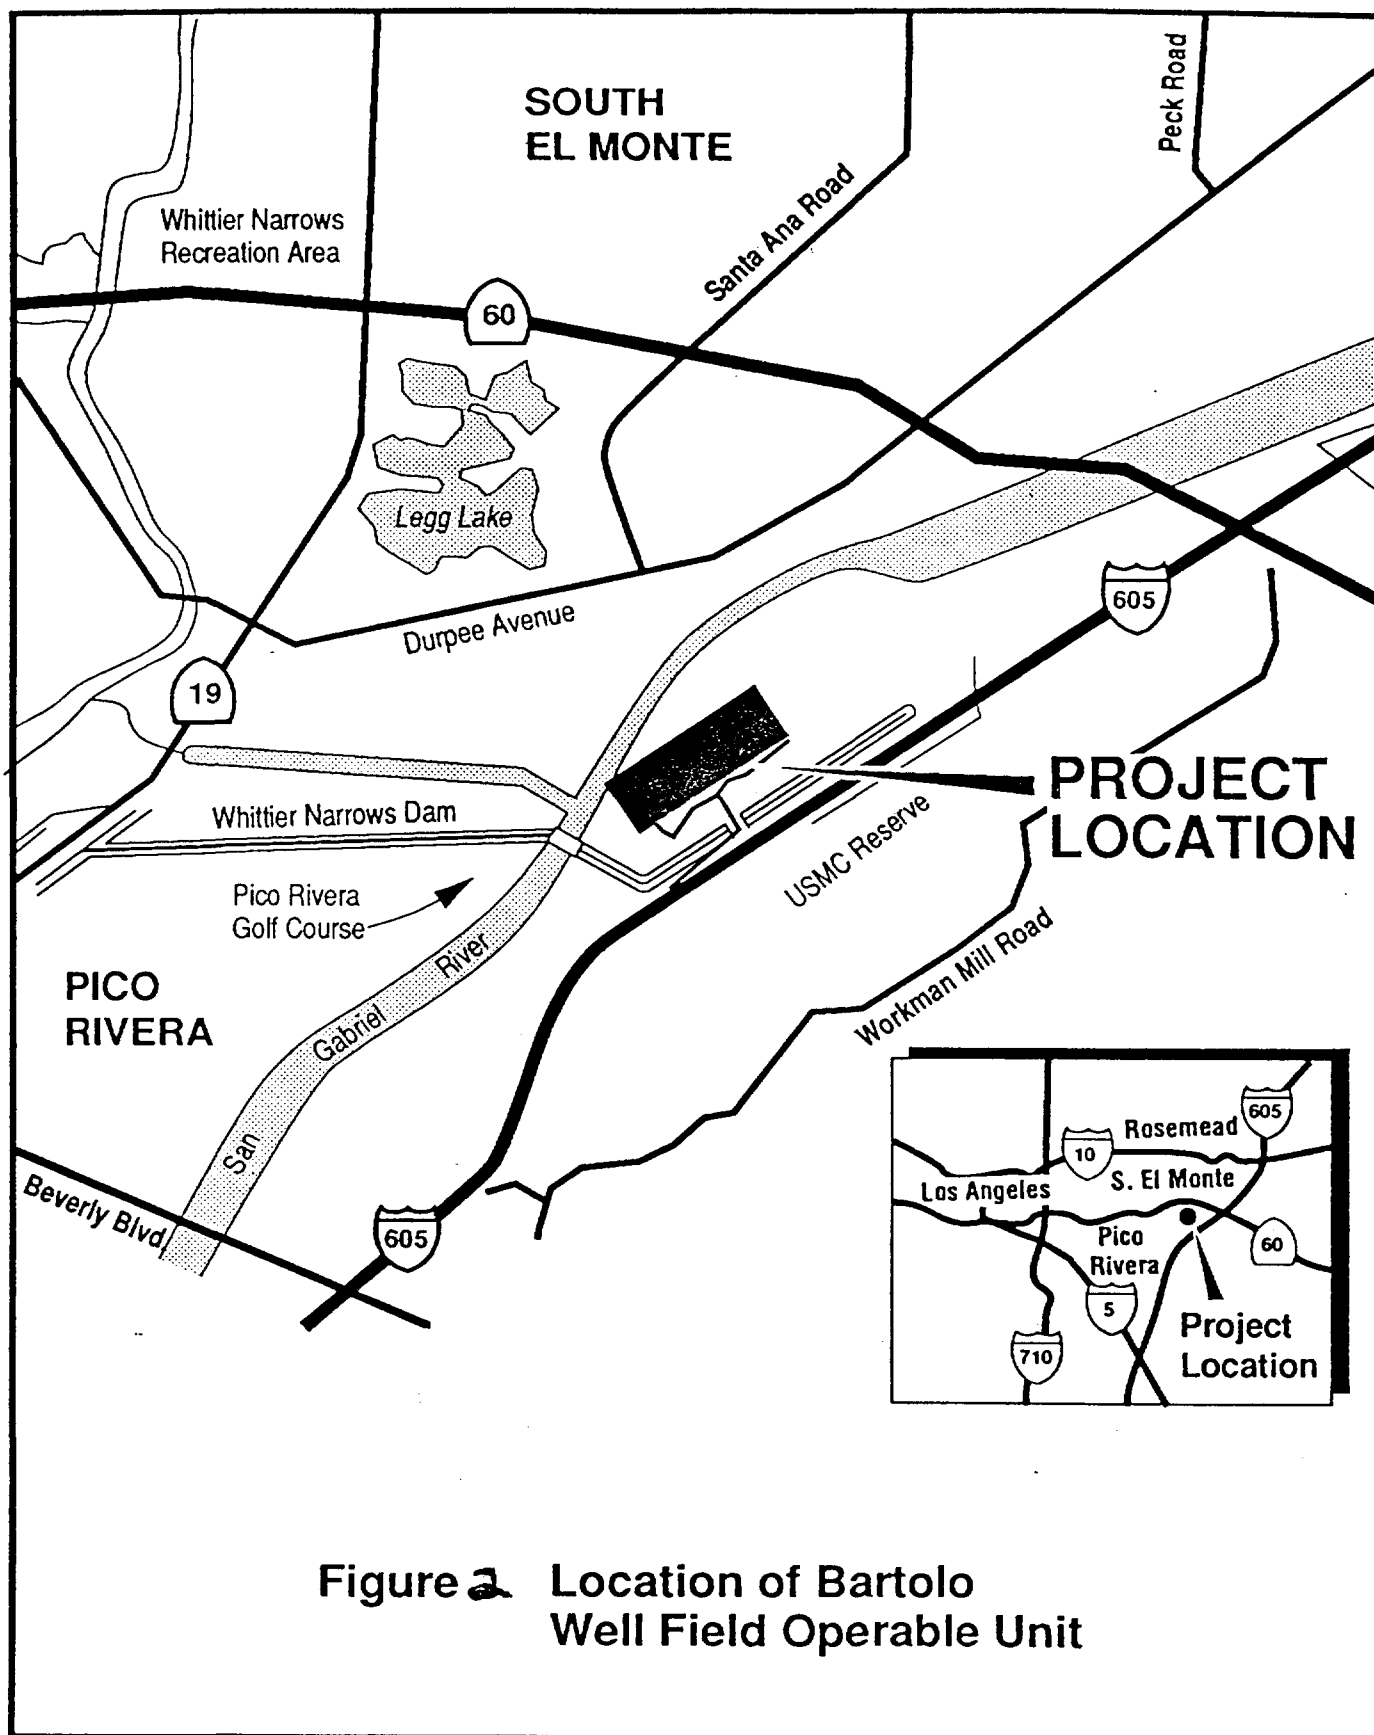 SOUTH
EL MONTE
Peck Road
Whittier Narrows
Recreation Area
Santa Ana Road
60
Legg Lake
605
Durpee Avenue
19
PROJECT
LOCATION
Whittier Narrows Dam
USMC Reserve
Pico Rivera
Golf Course
San Gabriel River
Workman Mill Road
PICO
RIVERA
Beverly Blvd.
605
605
Rosemead
10
S. El Monte
Los Angeles
Pico
Rivera
60
5
Project
Location
710
Figure 2 Location of Bartolo
Well Field Operable Unit